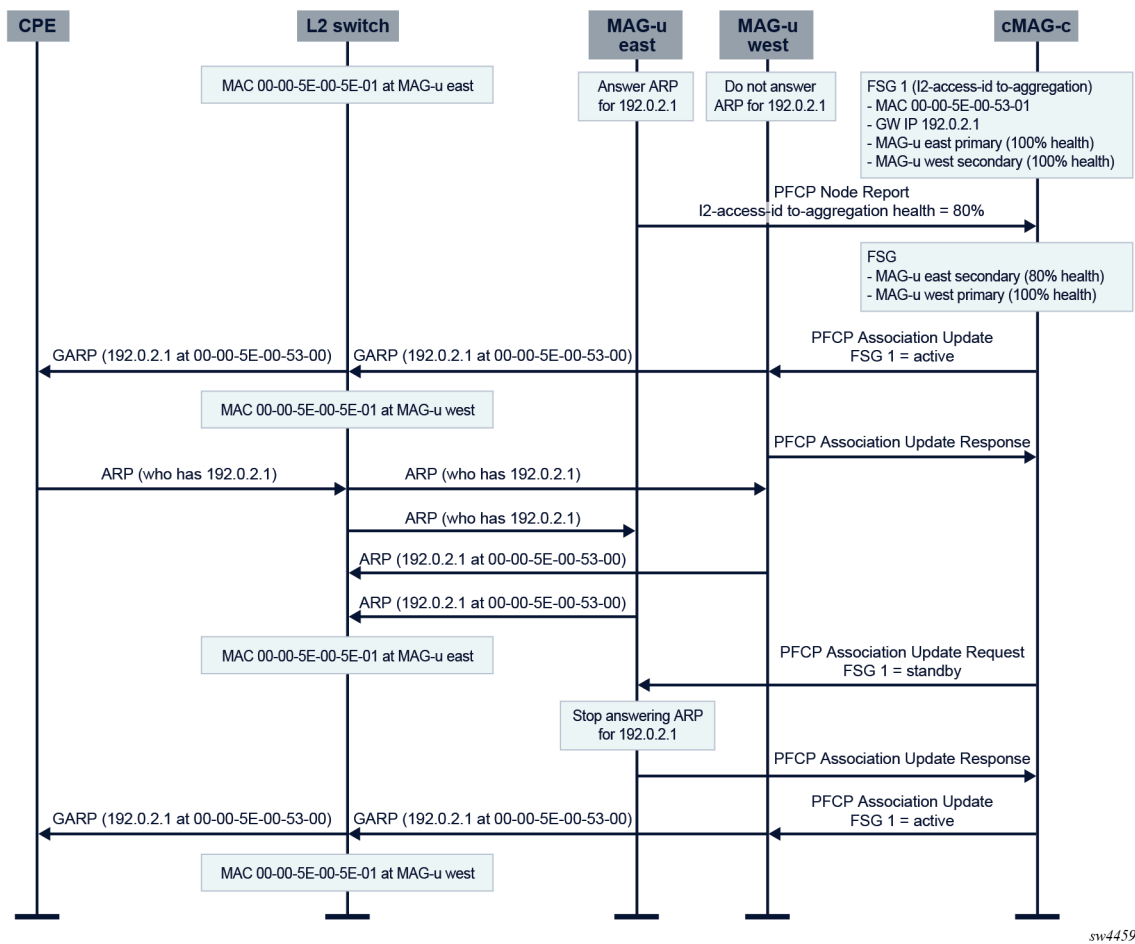 CPE
L2 switch
MAG-u
east
MAG-u
west
cMAG-c
MAC 00-00-5E-00-5E-01 at MAG-u east
Answer ARP
for 192.0.2.1
Do not answer
ARP for 192.0.2.1
FSG 1 (l2-access-id to-aggregation)
- MAC 00-00-5E-00-53-01
- GW IP 192.0.2.1
- MAG-u east primary (100% health)
- MAG-u west secondary (100% health)
PFCP Node Report
l2-access-id to-aggregation health = 80%
FSG
- MAG-u east secondary (80% health)
- MAG-u west primary (100% health)
PFCP Association Update
FSG 1 = active
GARP (192.0.2.1 at 00-00-5E-00-53-00)
GARP (192.0.2.1 at 00-00-5E-00-53-00)
MAC 00-00-5E-00-5E-01 at MAG-u west
PFCP Association Update Response
ARP (who has 192.0.2.1)
ARP (who has 192.0.2.1)
ARP (who has 192.0.2.1)
ARP (192.0.2.1 at 00-00-5E-00-53-00)
ARP (192.0.2.1 at 00-00-5E-00-53-00)
MAC 00-00-5E-00-5E-01 at MAG-u east
PFCP Association Update Request
FSG 1 = standby
Stop answering ARP
for 192.0.2.1
PFCP Association Update Response
PFCP Association Update
FSG 1 = active
GARP (192.0.2.1 at 00-00-5E-00-53-00)
GARP (192.0.2.1 at 00-00-5E-00-53-00)
MAC 00-00-5E-00-5E-01 at MAG-u west
sw4459